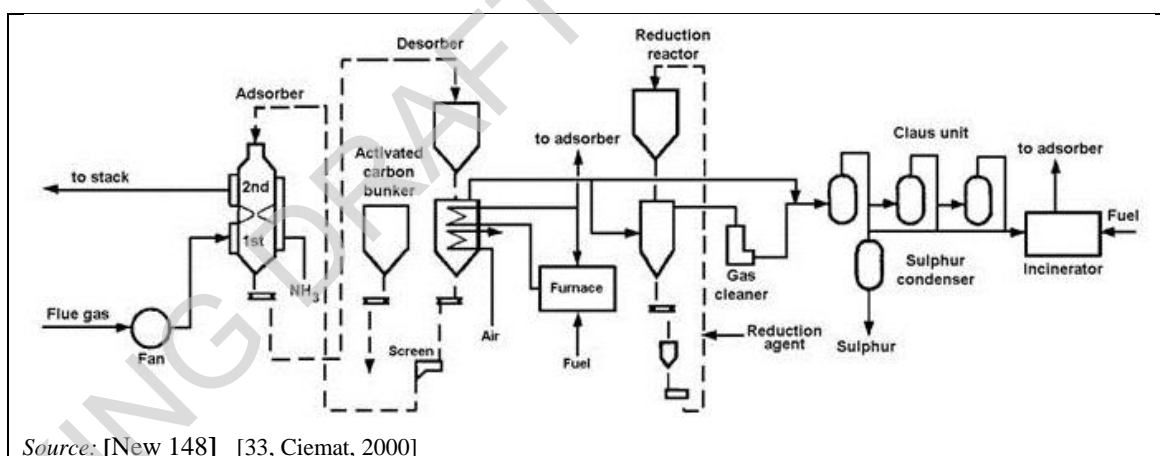 Desorber
Reduction
reactor
Adsorber
to adsorber
Claus unit
to adsorber
Activated
carbon
bunker
to stack
2nd
1st
Fuel
NH3
Flue gas
Fan
Furnace
Gas
cleaner
Sulphur
condenser
Incinerator
Air
Screen
Fuel
Reduction
agent
Sulphur
ING DRAFT
Source: [New 148] [33, Ciemat, 2000]